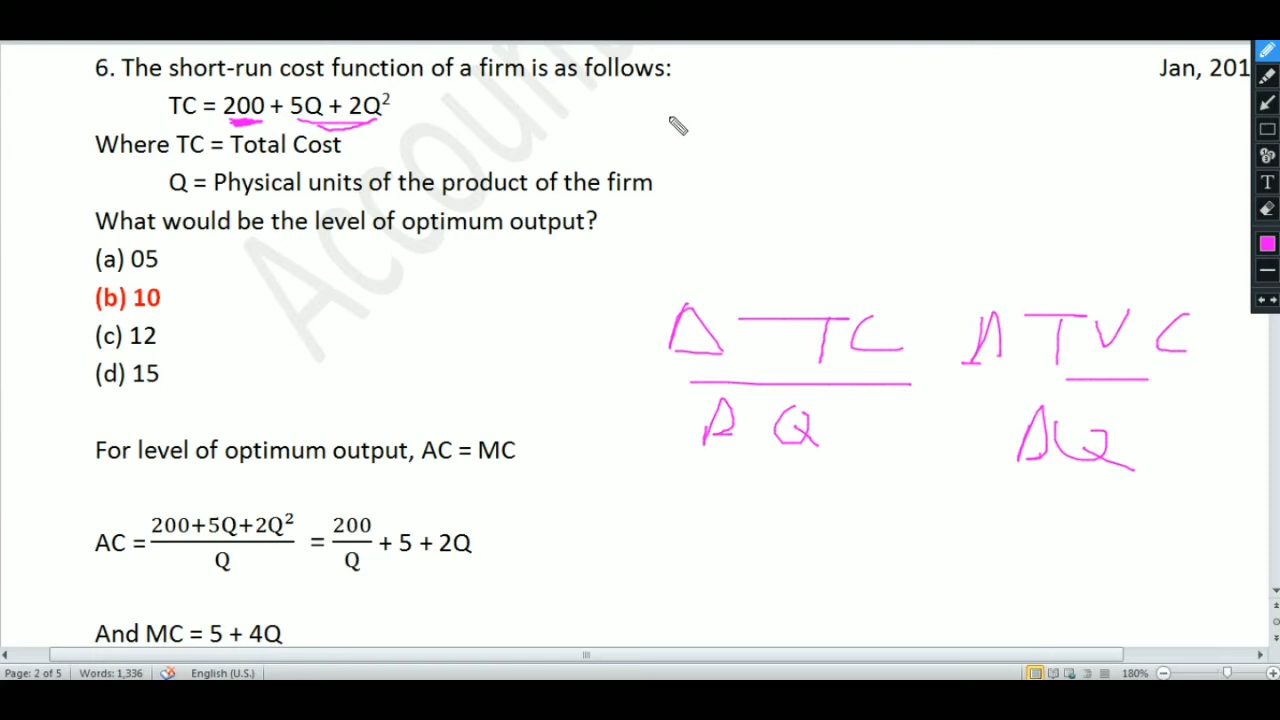 6. The short-run cost function of a firm is as follows:
Jan, 201
TC = 200 + 5Q + 2Q²
Where TC = Total Cost
Q = Physical units of the product of the firm
What would be the level of optimum output?
(a) 05
(b) 10
(c) 12
(d) 15
Δ TC Δ TVC
Δ Q ΔQ
For level of optimum output, AC = MC
AC = 200+5Q+2Q² / Q = 200 / Q + 5 + 2Q
And MC = 5 + 4Q
Account
Page: 2 of 5 Words: 1,336 English (U.S.) 180%